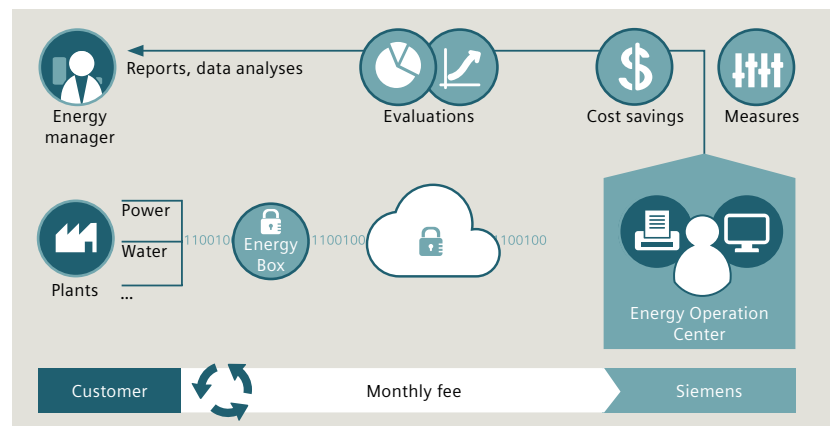 Reports, data analyses
Energy
manager
Evaluations
$
Cost savings
Measures
Power
Water
...
Plants
110010
Energy
Box
1100100
1100100
Energy Operation
Center
Customer
Monthly fee
Siemens